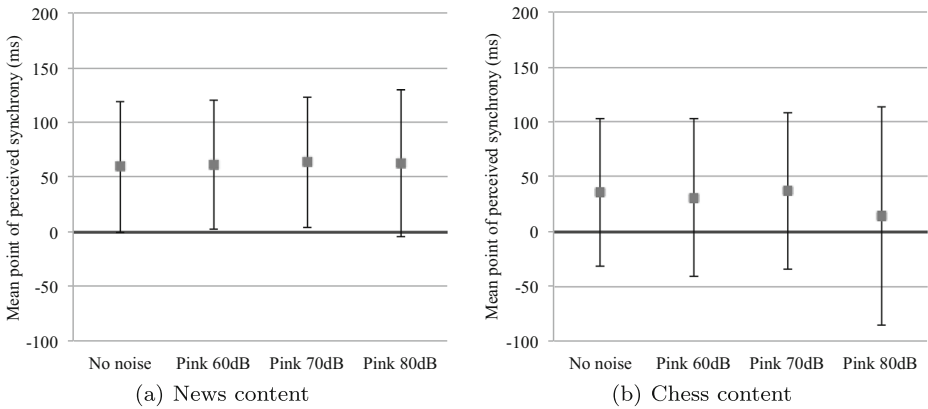 Mean point of perceived synchrony (ms)
200
150
100
50
0
-50
-100
No noise Pink 60dB Pink 70dB Pink 80dB
(a) News content
Mean point of perceived synchrony (ms)
200
150
100
50
0
-50
-100
No noise Pink 60dB Pink 70dB Pink 80dB
(b) Chess content